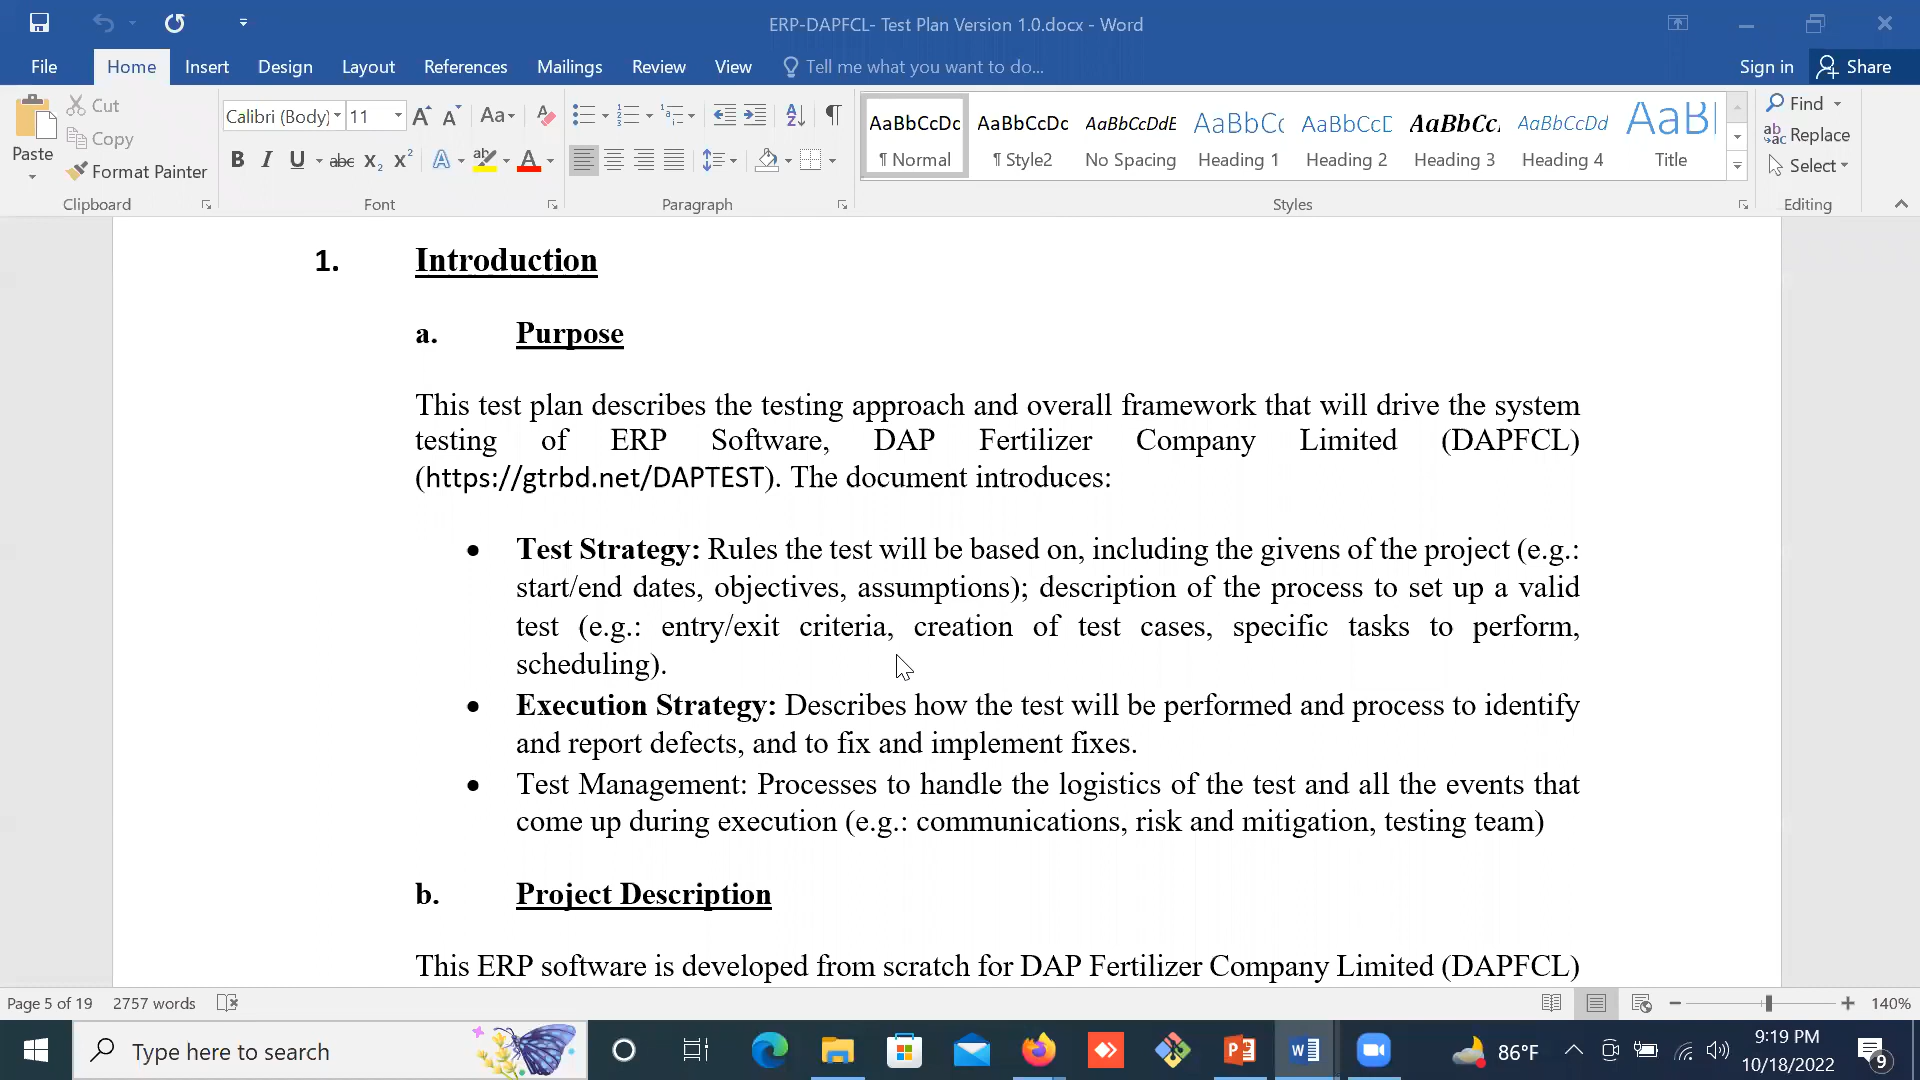 ERP-DAPFCL- Test Plan Version 1.0.docx - Word
File Home Insert Design Layout References Mailings Review View Tell me what you want to do... Sign in Share
Cut
Copy
Paste
Format Painter
Clipboard
Calibri (Body) 11
Font
Paragraph
AaBbCcDc AaBbCcDc AaBbCcDdE AaBbCc AaBbCcD AaBbCc. AaBbCcDd AaB
¶ Normal ¶ Style2 No Spacing Heading 1 Heading 2 Heading 3 Heading 4 Title
Styles
Find
Replace
Select
Editing
1. Introduction
a. Purpose
This test plan describes the testing approach and overall framework that will drive the system
testing of ERP Software, DAP Fertilizer Company Limited (DAPFCL)
(https://gtrbd.net/DAPTEST). The document introduces:
• Test Strategy: Rules the test will be based on, including the givens of the project (e.g.:
start/end dates, objectives, assumptions); description of the process to set up a valid
test (e.g.: entry/exit criteria, creation of test cases, specific tasks to perform,
scheduling).
• Execution Strategy: Describes how the test will be performed and process to identify
and report defects, and to fix and implement fixes.
• Test Management: Processes to handle the logistics of the test and all the events that
come up during execution (e.g.: communications, risk and mitigation, testing team)
b. Project Description
This ERP software is developed from scratch for DAP Fertilizer Company Limited (DAPFCL)
Page 5 of 19 2757 words 140%
Type here to search
86°F
9:19 PM
10/18/2022
9